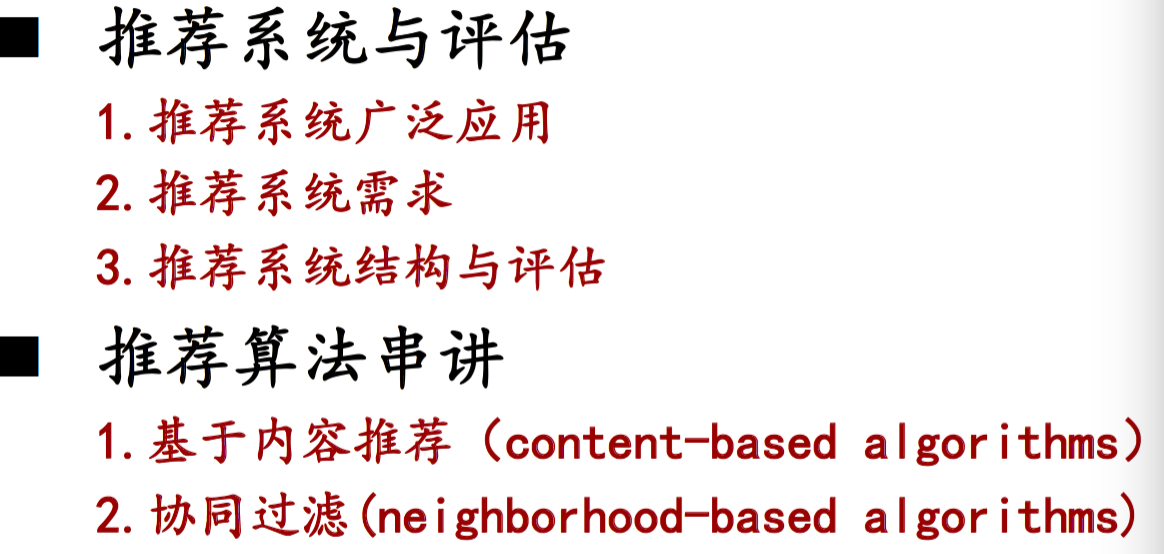 推荐系统与评估
1.推荐系统广泛应用
2.推荐系统需求
3.推荐系统结构与评估
推荐算法串讲
1.基于内容推荐（content-based algorithms）
2.协同过滤(neighborhood-based algorithms)